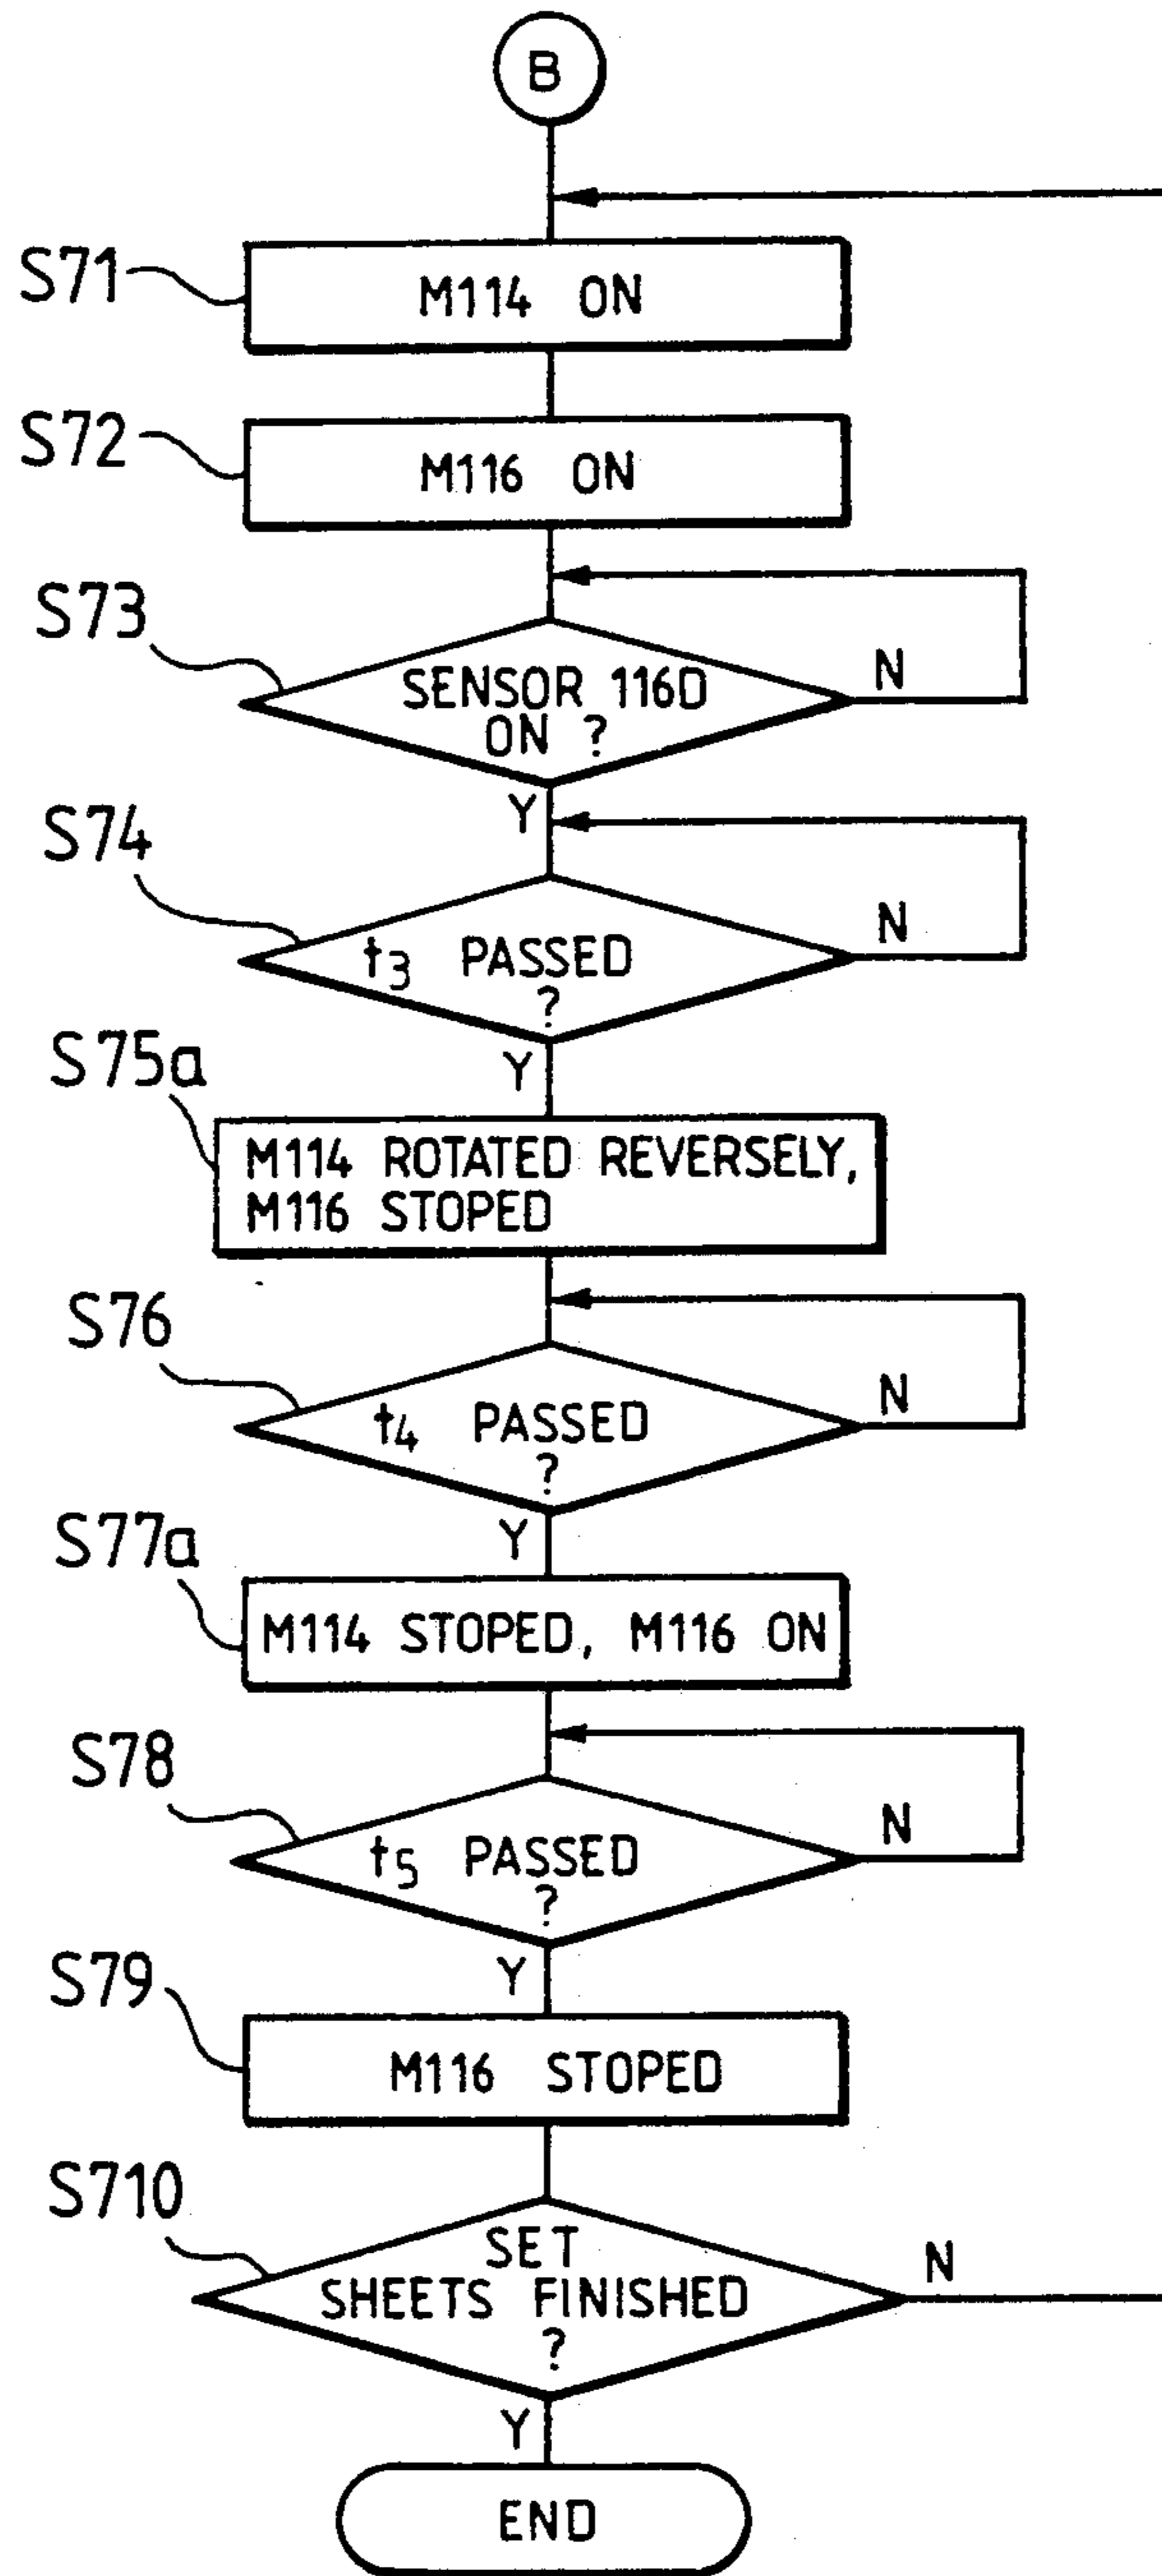 B
S71
M114 ON
S72
M116 ON
S73
SENSOR 116D
ON ?
N
Y
S74
t3 PASSED
?
N
Y
S75a
M114 ROTATED REVERSELY,
M116 STOPED
S76
t4 PASSED
?
N
Y
S77a
M114 STOPED, M116 ON
S78
t5 PASSED
?
N
Y
S79
M116 STOPED
S710
SET
SHEETS FINISHED
?
N
Y
END